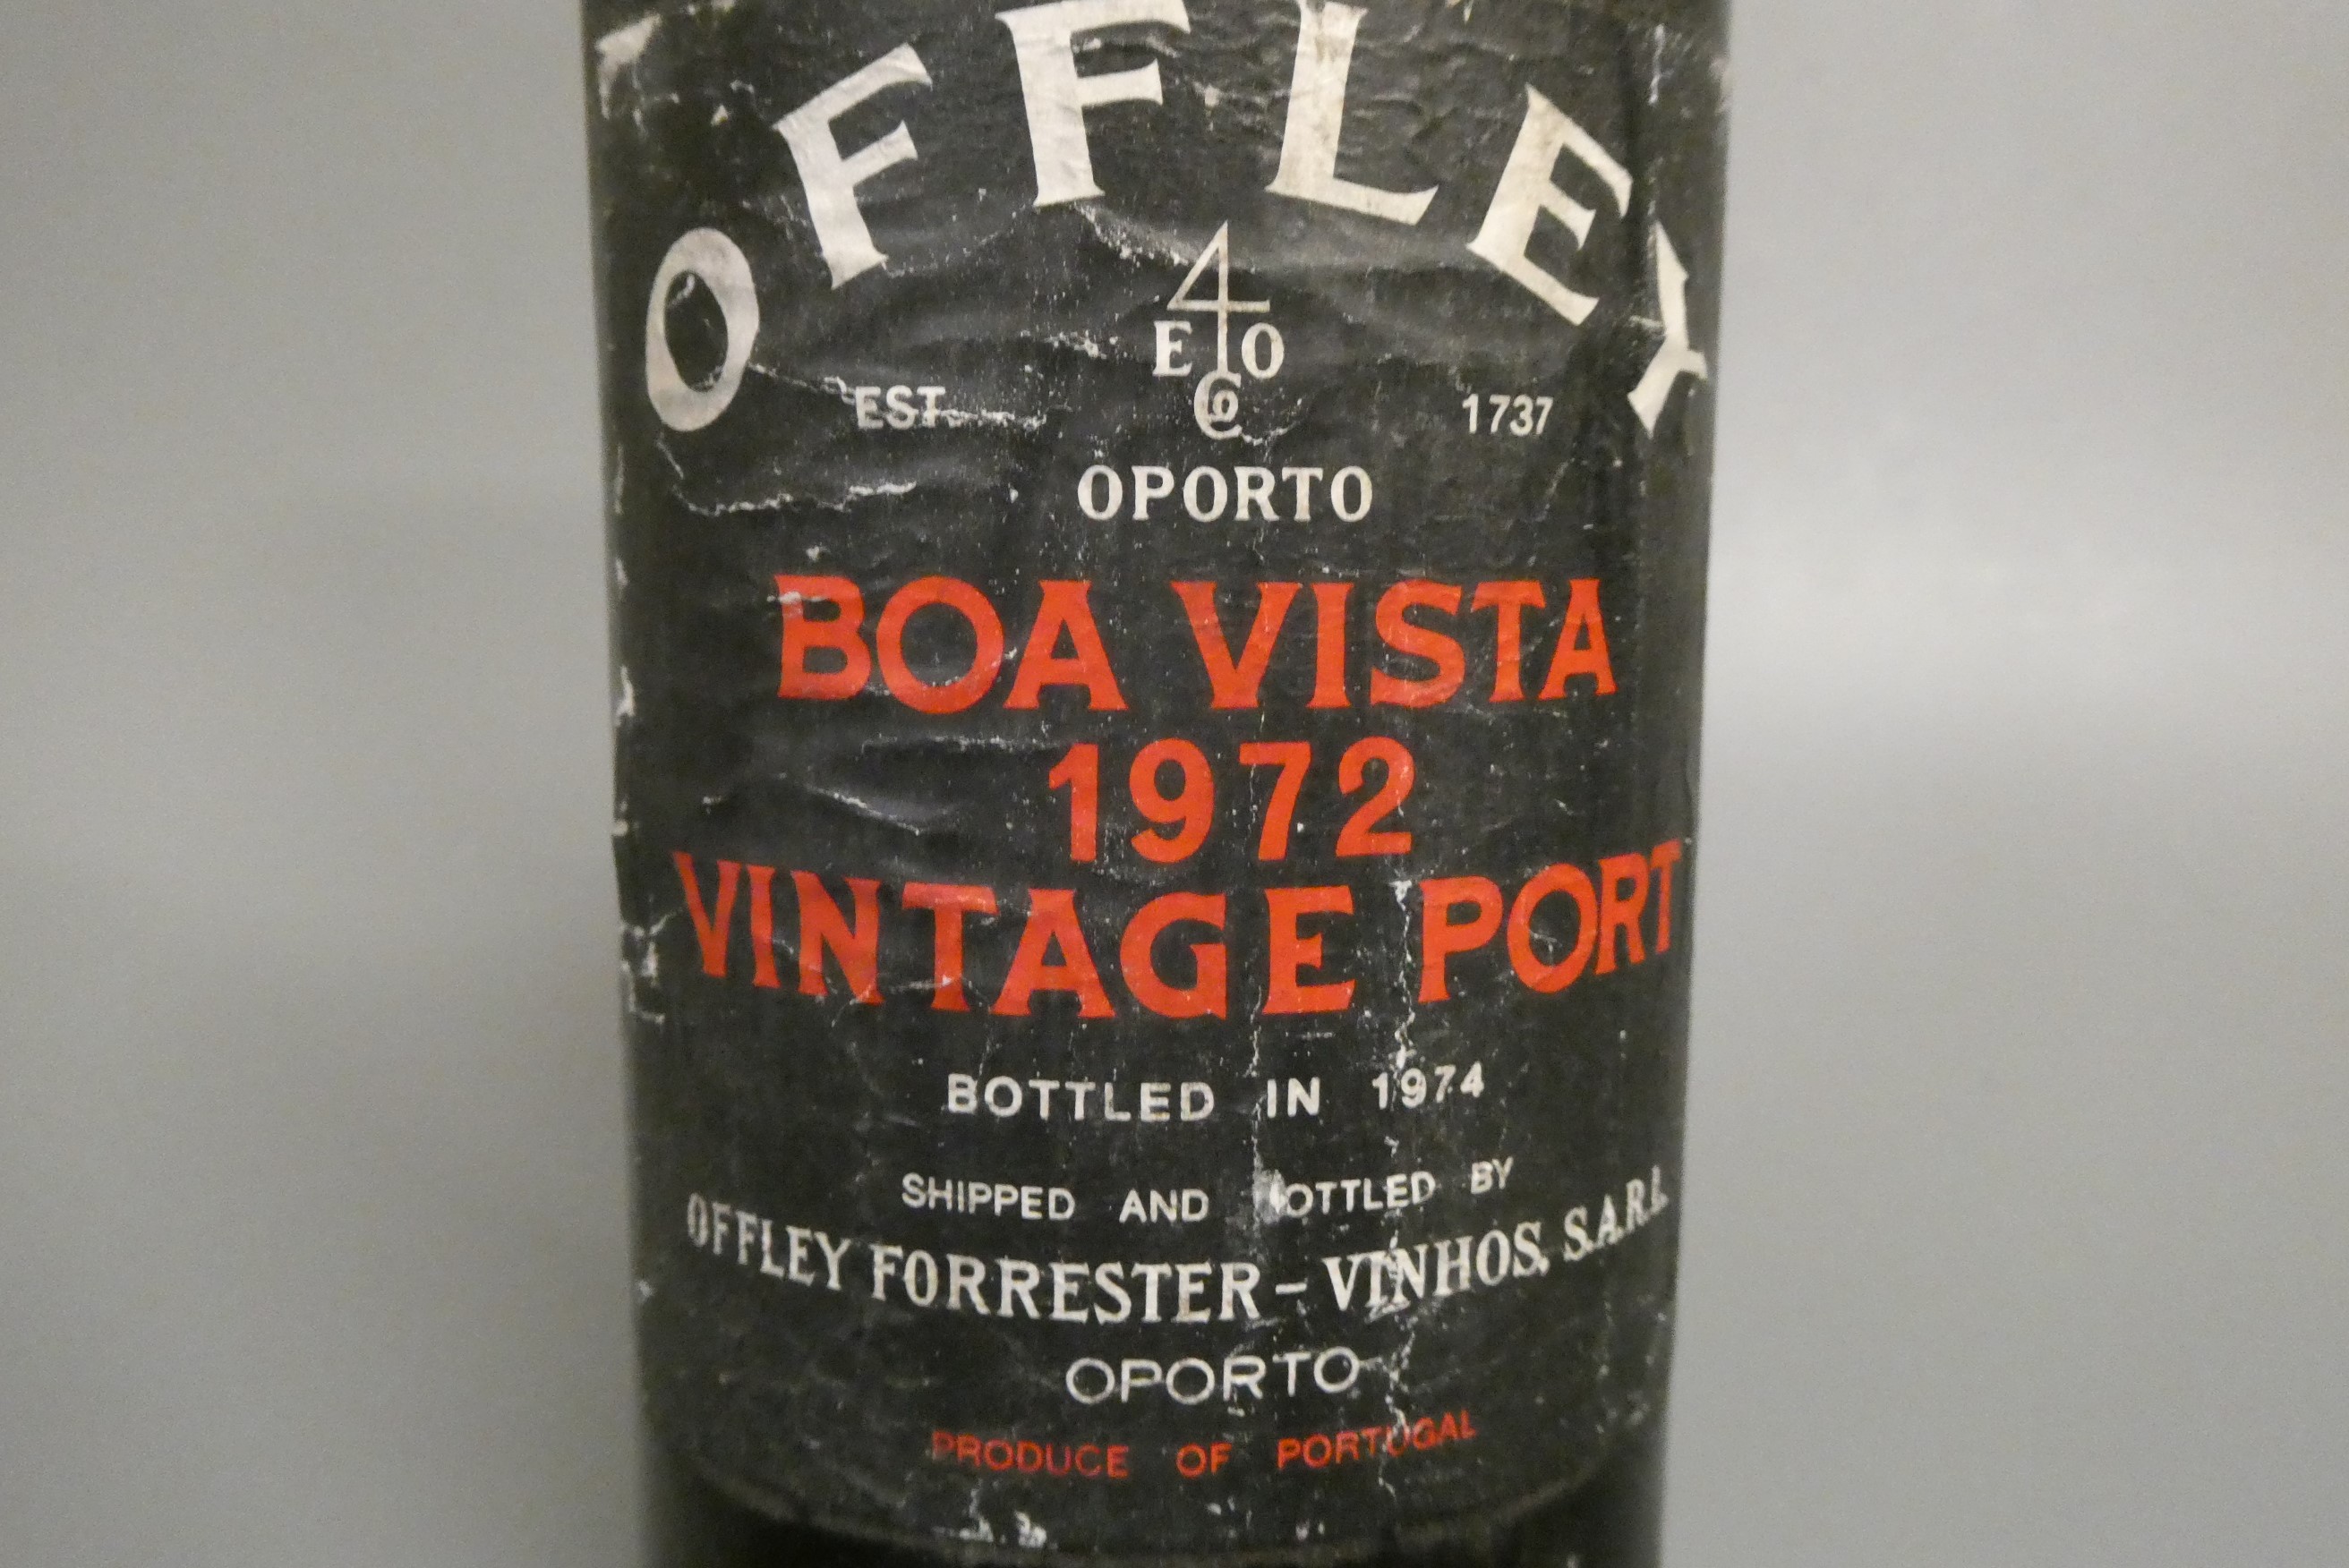 OFFLEY
4
E O
Co
EST. 1737
OPORTO
BOA VISTA
1972
VINTAGE PORT
BOTTLED IN 1974
SHIPPED AND BOTTLED BY
OFFLEY FORRESTER – VINHOS, S.A.R.L.
OPORTO
PRODUCE OF PORTUGAL